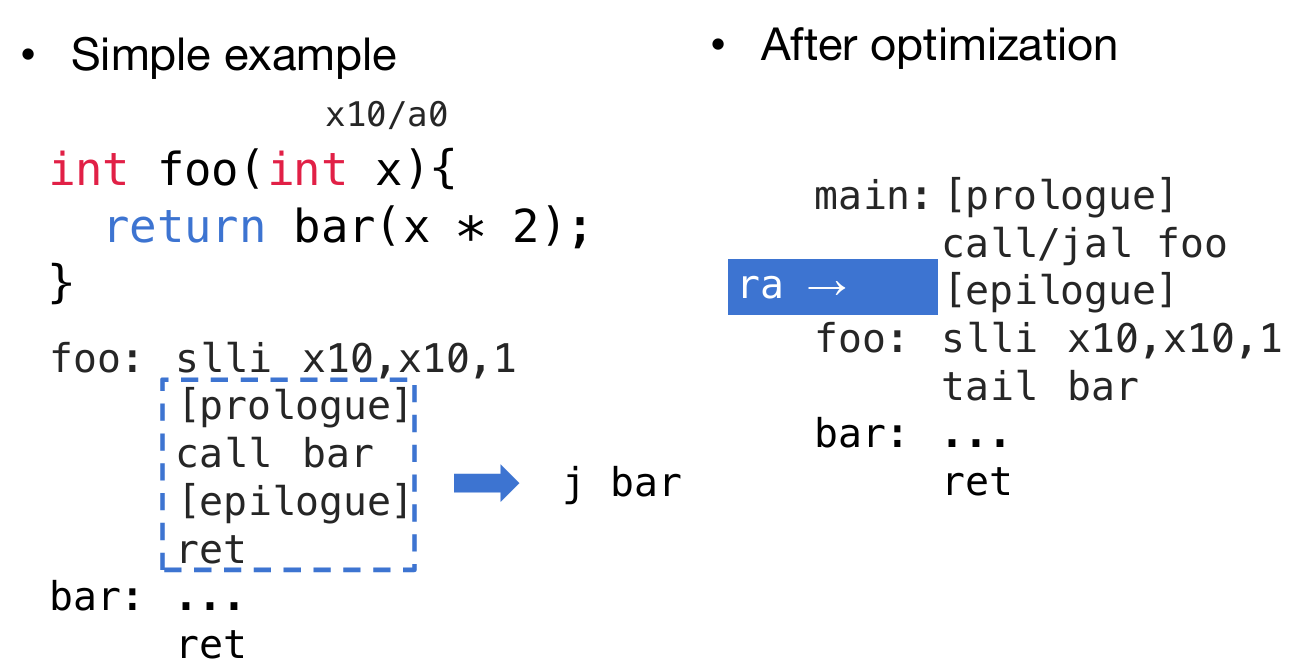 • Simple example
x10/a0
int foo(int x){
return bar(x * 2);
}
foo: slli x10,x10,1
[prologue]
call bar
[epilogue]
ret
bar: ...
ret
j bar
• After optimization
main: [prologue]
call/jal foo
ra → [epilogue]
foo: slli x10,x10,1
tail bar
bar: ...
ret